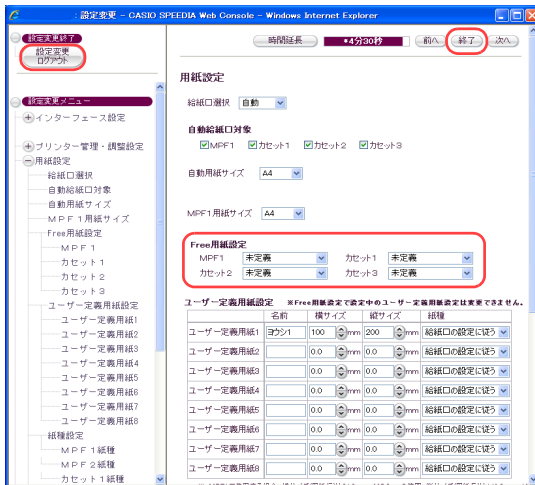 : 設定変更 - CASIO SPEEDIA Web Console - Windows Internet Explorer
設定変更終了
設定変更
ログアウト
設定変更メニュー
インターフェース設定
プリンター管理・調整設定
用紙設定
給紙口選択
自動給紙口対象
自動用紙サイズ
MPF1用紙サイズ
Free用紙設定
MPF1
カセット1
カセット2
カセット3
ユーザー定義用紙設定
ユーザー定義用紙1
ユーザー定義用紙2
ユーザー定義用紙3
ユーザー定義用紙4
ユーザー定義用紙5
ユーザー定義用紙6
ユーザー定義用紙7
ユーザー定義用紙8
紙種設定
MPF1紙種
MPF2紙種
カセット1紙種
時間延長 *4分30秒 前へ 終了 次へ
用紙設定
給紙口選択 自動
自動給紙口対象
MPF1 カセット1 カセット2 カセット3
自動用紙サイズ A4
MPF1用紙サイズ A4
Free用紙設定
MPF1 未定義 カセット1 未定義
カセット2 未定義 カセット3 未定義
ユーザー定義用紙設定 ※Free用紙設定で設定中のユーザー定義用紙設定は変更できません。
名前 横サイズ 縦サイズ 紙種
ユーザー定義用紙1 ヨウシ1 100 mm 200 mm 給紙口の設定に従う
ユーザー定義用紙2 0.0 mm 0.0 mm 給紙口の設定に従う
ユーザー定義用紙3 0.0 mm 0.0 mm 給紙口の設定に従う
ユーザー定義用紙4 0.0 mm 0.0 mm 給紙口の設定に従う
ユーザー定義用紙5 0.0 mm 0.0 mm 給紙口の設定に従う
ユーザー定義用紙6 0.0 mm 0.0 mm 給紙口の設定に従う
ユーザー定義用紙7 0.0 mm 0.0 mm 給紙口の設定に従う
ユーザー定義用紙8 0.0 mm 0.0 mm 給紙口の設定に従う